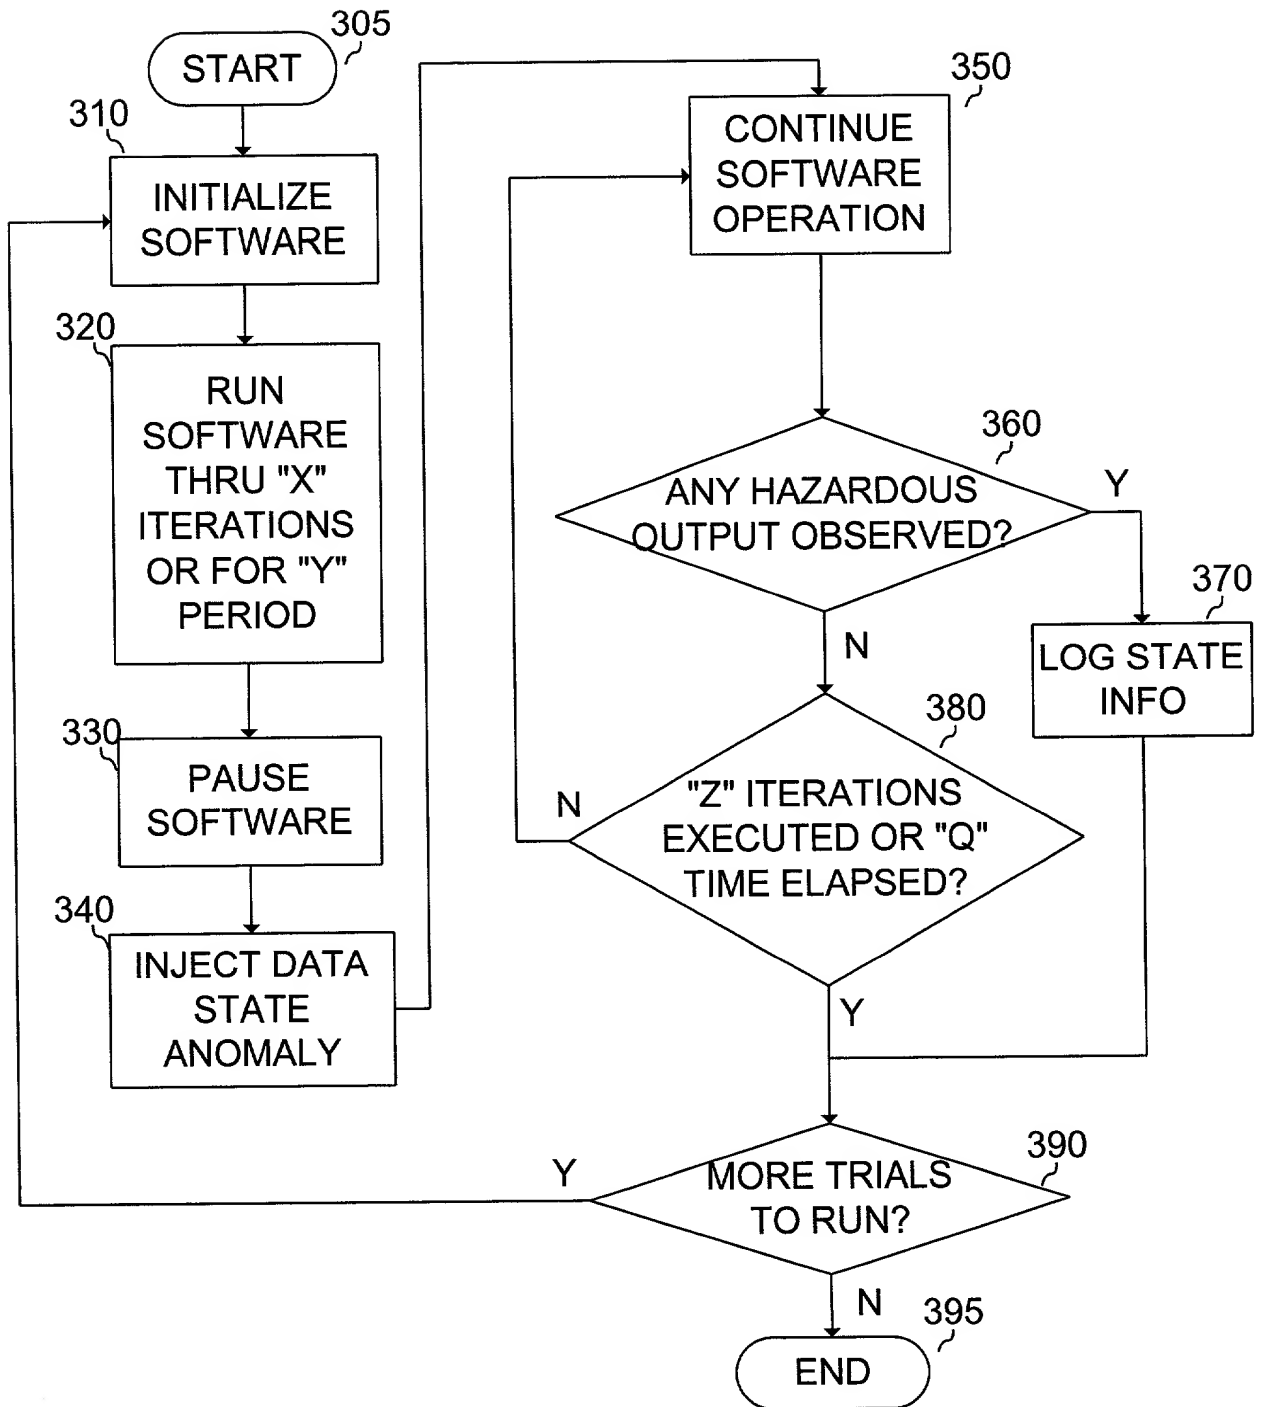 305
START
310
INITIALIZE
SOFTWARE
320
RUN
SOFTWARE
THRU "X"
ITERATIONS
OR FOR "Y"
PERIOD
330
PAUSE
SOFTWARE
340
INJECT DATA
STATE
ANOMALY
350
CONTINUE
SOFTWARE
OPERATION
360
ANY HAZARDOUS
OUTPUT OBSERVED?
Y
N
370
LOG STATE
INFO
380
"Z" ITERATIONS
EXECUTED OR "Q"
TIME ELAPSED?
N
Y
390
MORE TRIALS
TO RUN?
Y
N
395
END